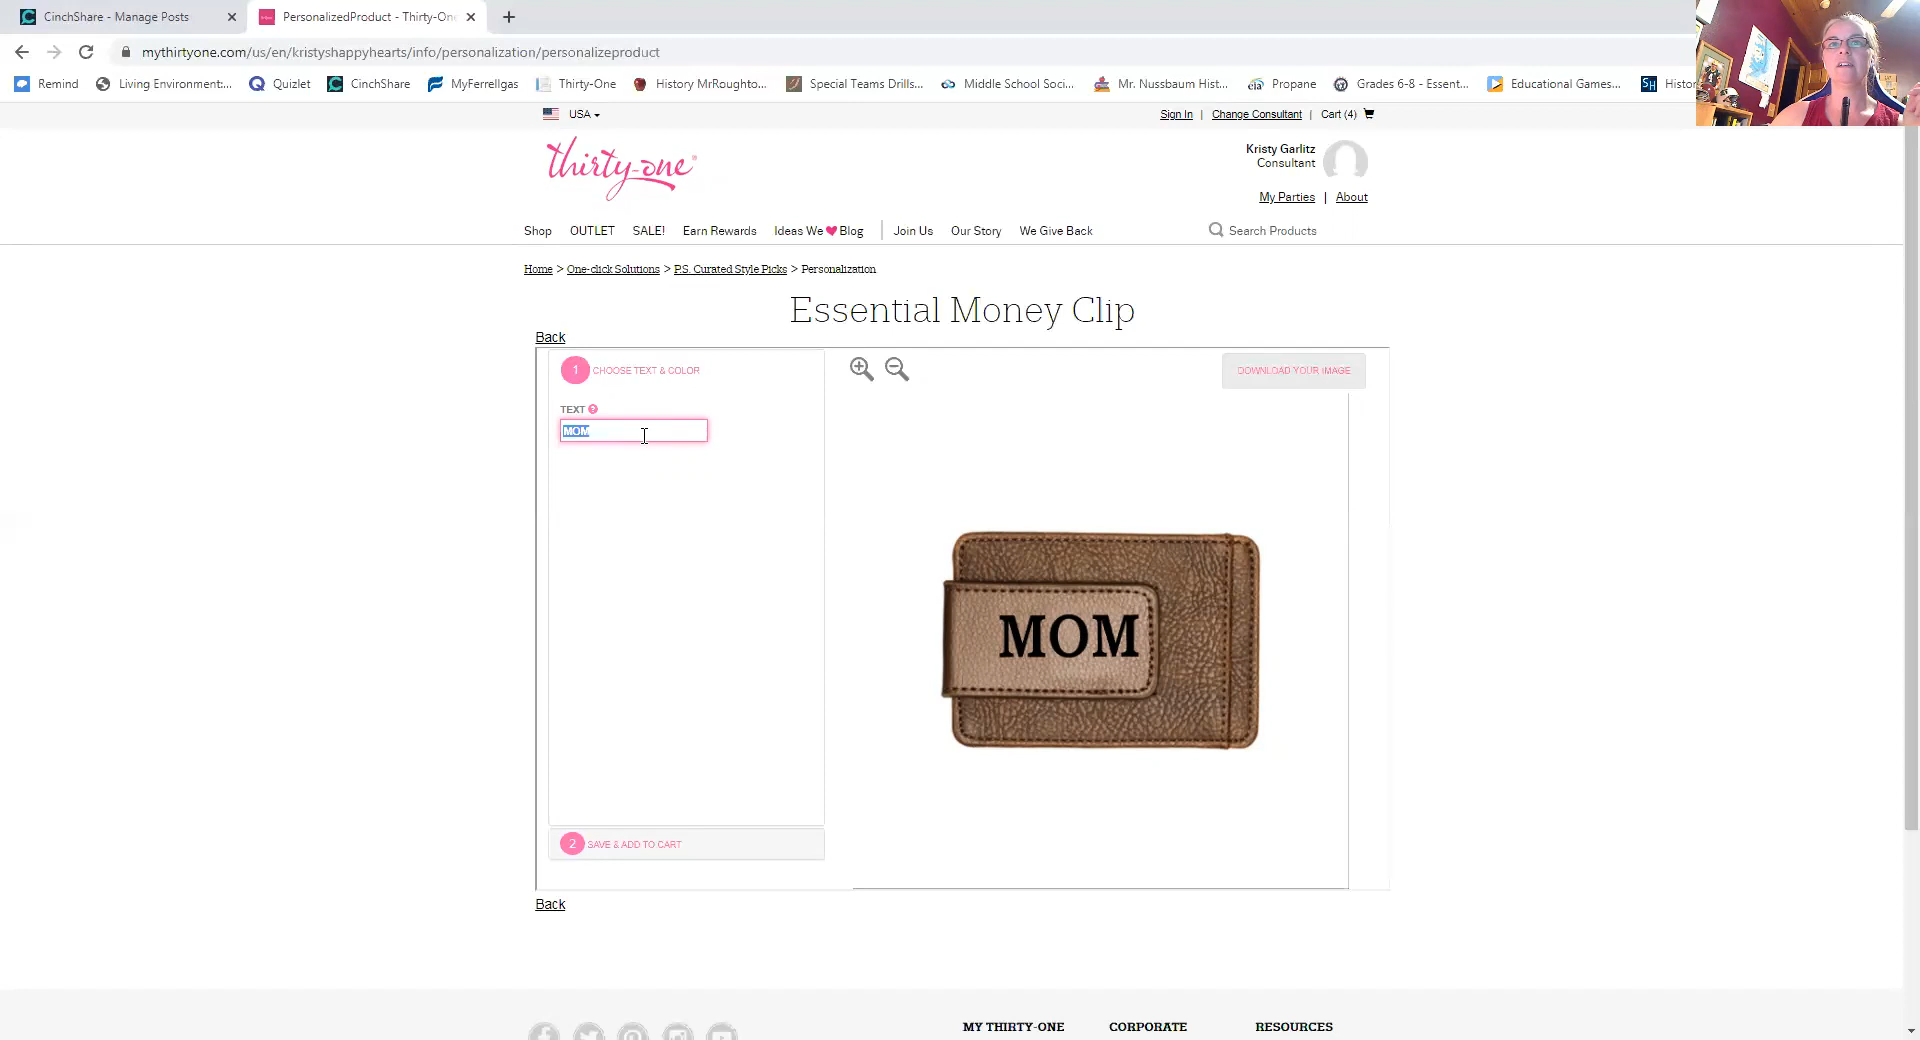 CinchShare - Manage Posts
PersonalizedProduct - Thirty-One
mythirtyone.com/us/en/kristyshappyhearts/info/personalization/personalizeproduct
Remind Living Environment:... Quizlet CinchShare MyFerrellgas Thirty-One History MrRoughto... Special Teams Drills... Middle School Soci... Mr. Nussbaum Hist... Propane Grades 6-8 - Essent... Educational Games... SH Histor
USA
Sign In | Change Consultant | Cart (4)
thirty-one
Kristy Garlitz
Consultant
My Parties | About
Shop OUTLET SALE! Earn Rewards Ideas We Blog Join Us Our Story We Give Back Search Products
Home > One-click Solutions > P.S. Curated Style Picks > Personalization
Essential Money Clip
Back
1 CHOOSE TEXT & COLOR
DOWNLOAD YOUR IMAGE
TEXT ?
MOM
MOM
2 SAVE & ADD TO CART
Back
MY THIRTY-ONE CORPORATE RESOURCES